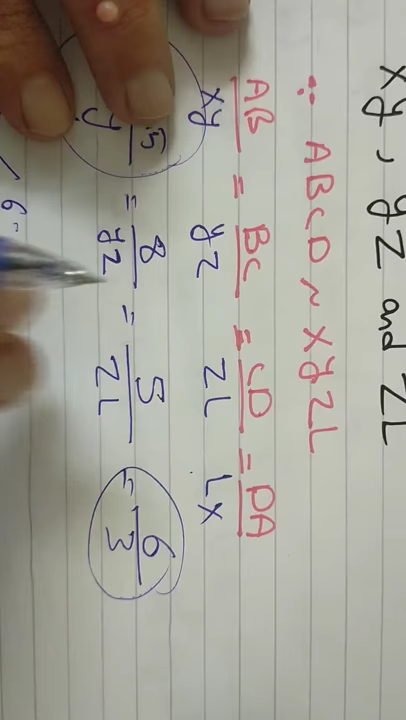 xy, yz and ZL
∵ ABCD ~ xyZL
AB/xy = BC/yz = CD/ZL = DA/Lx
= 8/yz = 5/ZL = 6/3